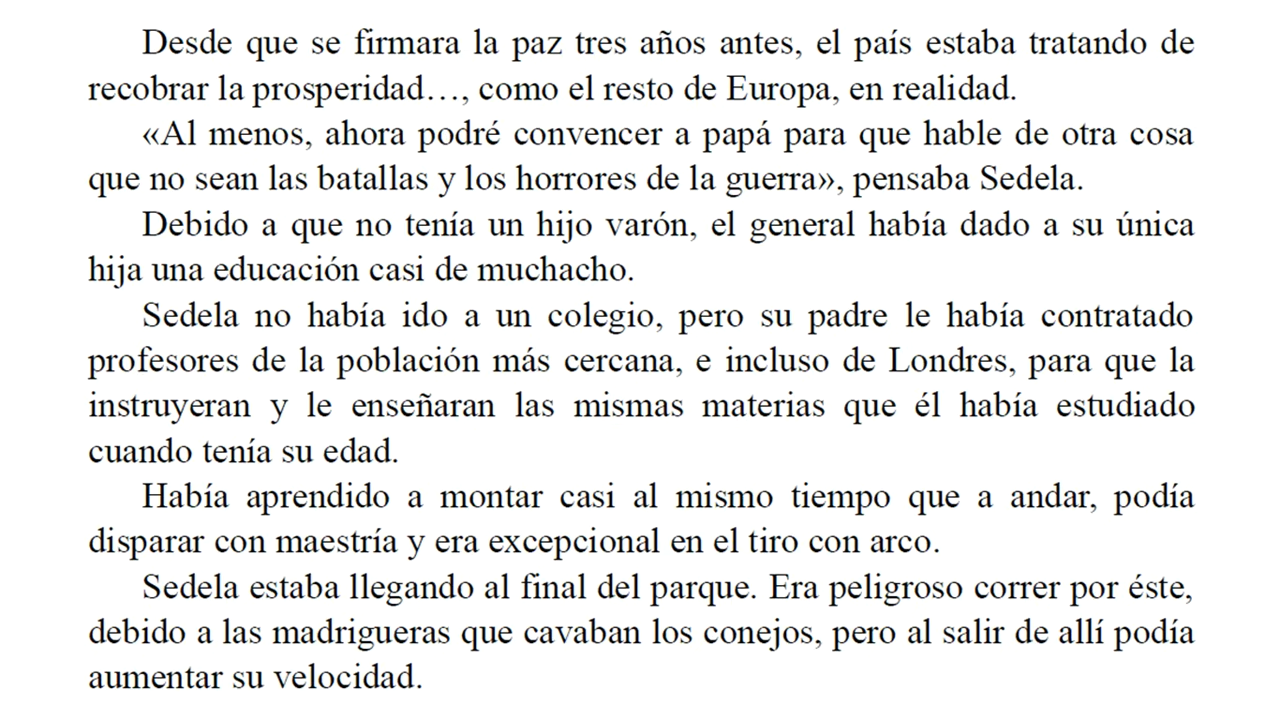 Desde que se firmara la paz tres años antes, el país estaba tratando de
recobrar la prosperidad…, como el resto de Europa, en realidad.
«Al menos, ahora podré convencer a papá para que hable de otra cosa
que no sean las batallas y los horrores de la guerra», pensaba Sedela.
Debido a que no tenía un hijo varón, el general había dado a su única
hija una educación casi de muchacho.
Sedela no había ido a un colegio, pero su padre le había contratado
profesores de la población más cercana, e incluso de Londres, para que la
instruyeran y le enseñaran las mismas materias que él había estudiado
cuando tenía su edad.
Había aprendido a montar casi al mismo tiempo que a andar, podía
disparar con maestría y era excepcional en el tiro con arco.
Sedela estaba llegando al final del parque. Era peligroso correr por éste,
debido a las madrigueras que cavaban los conejos, pero al salir de allí podía
aumentar su velocidad.